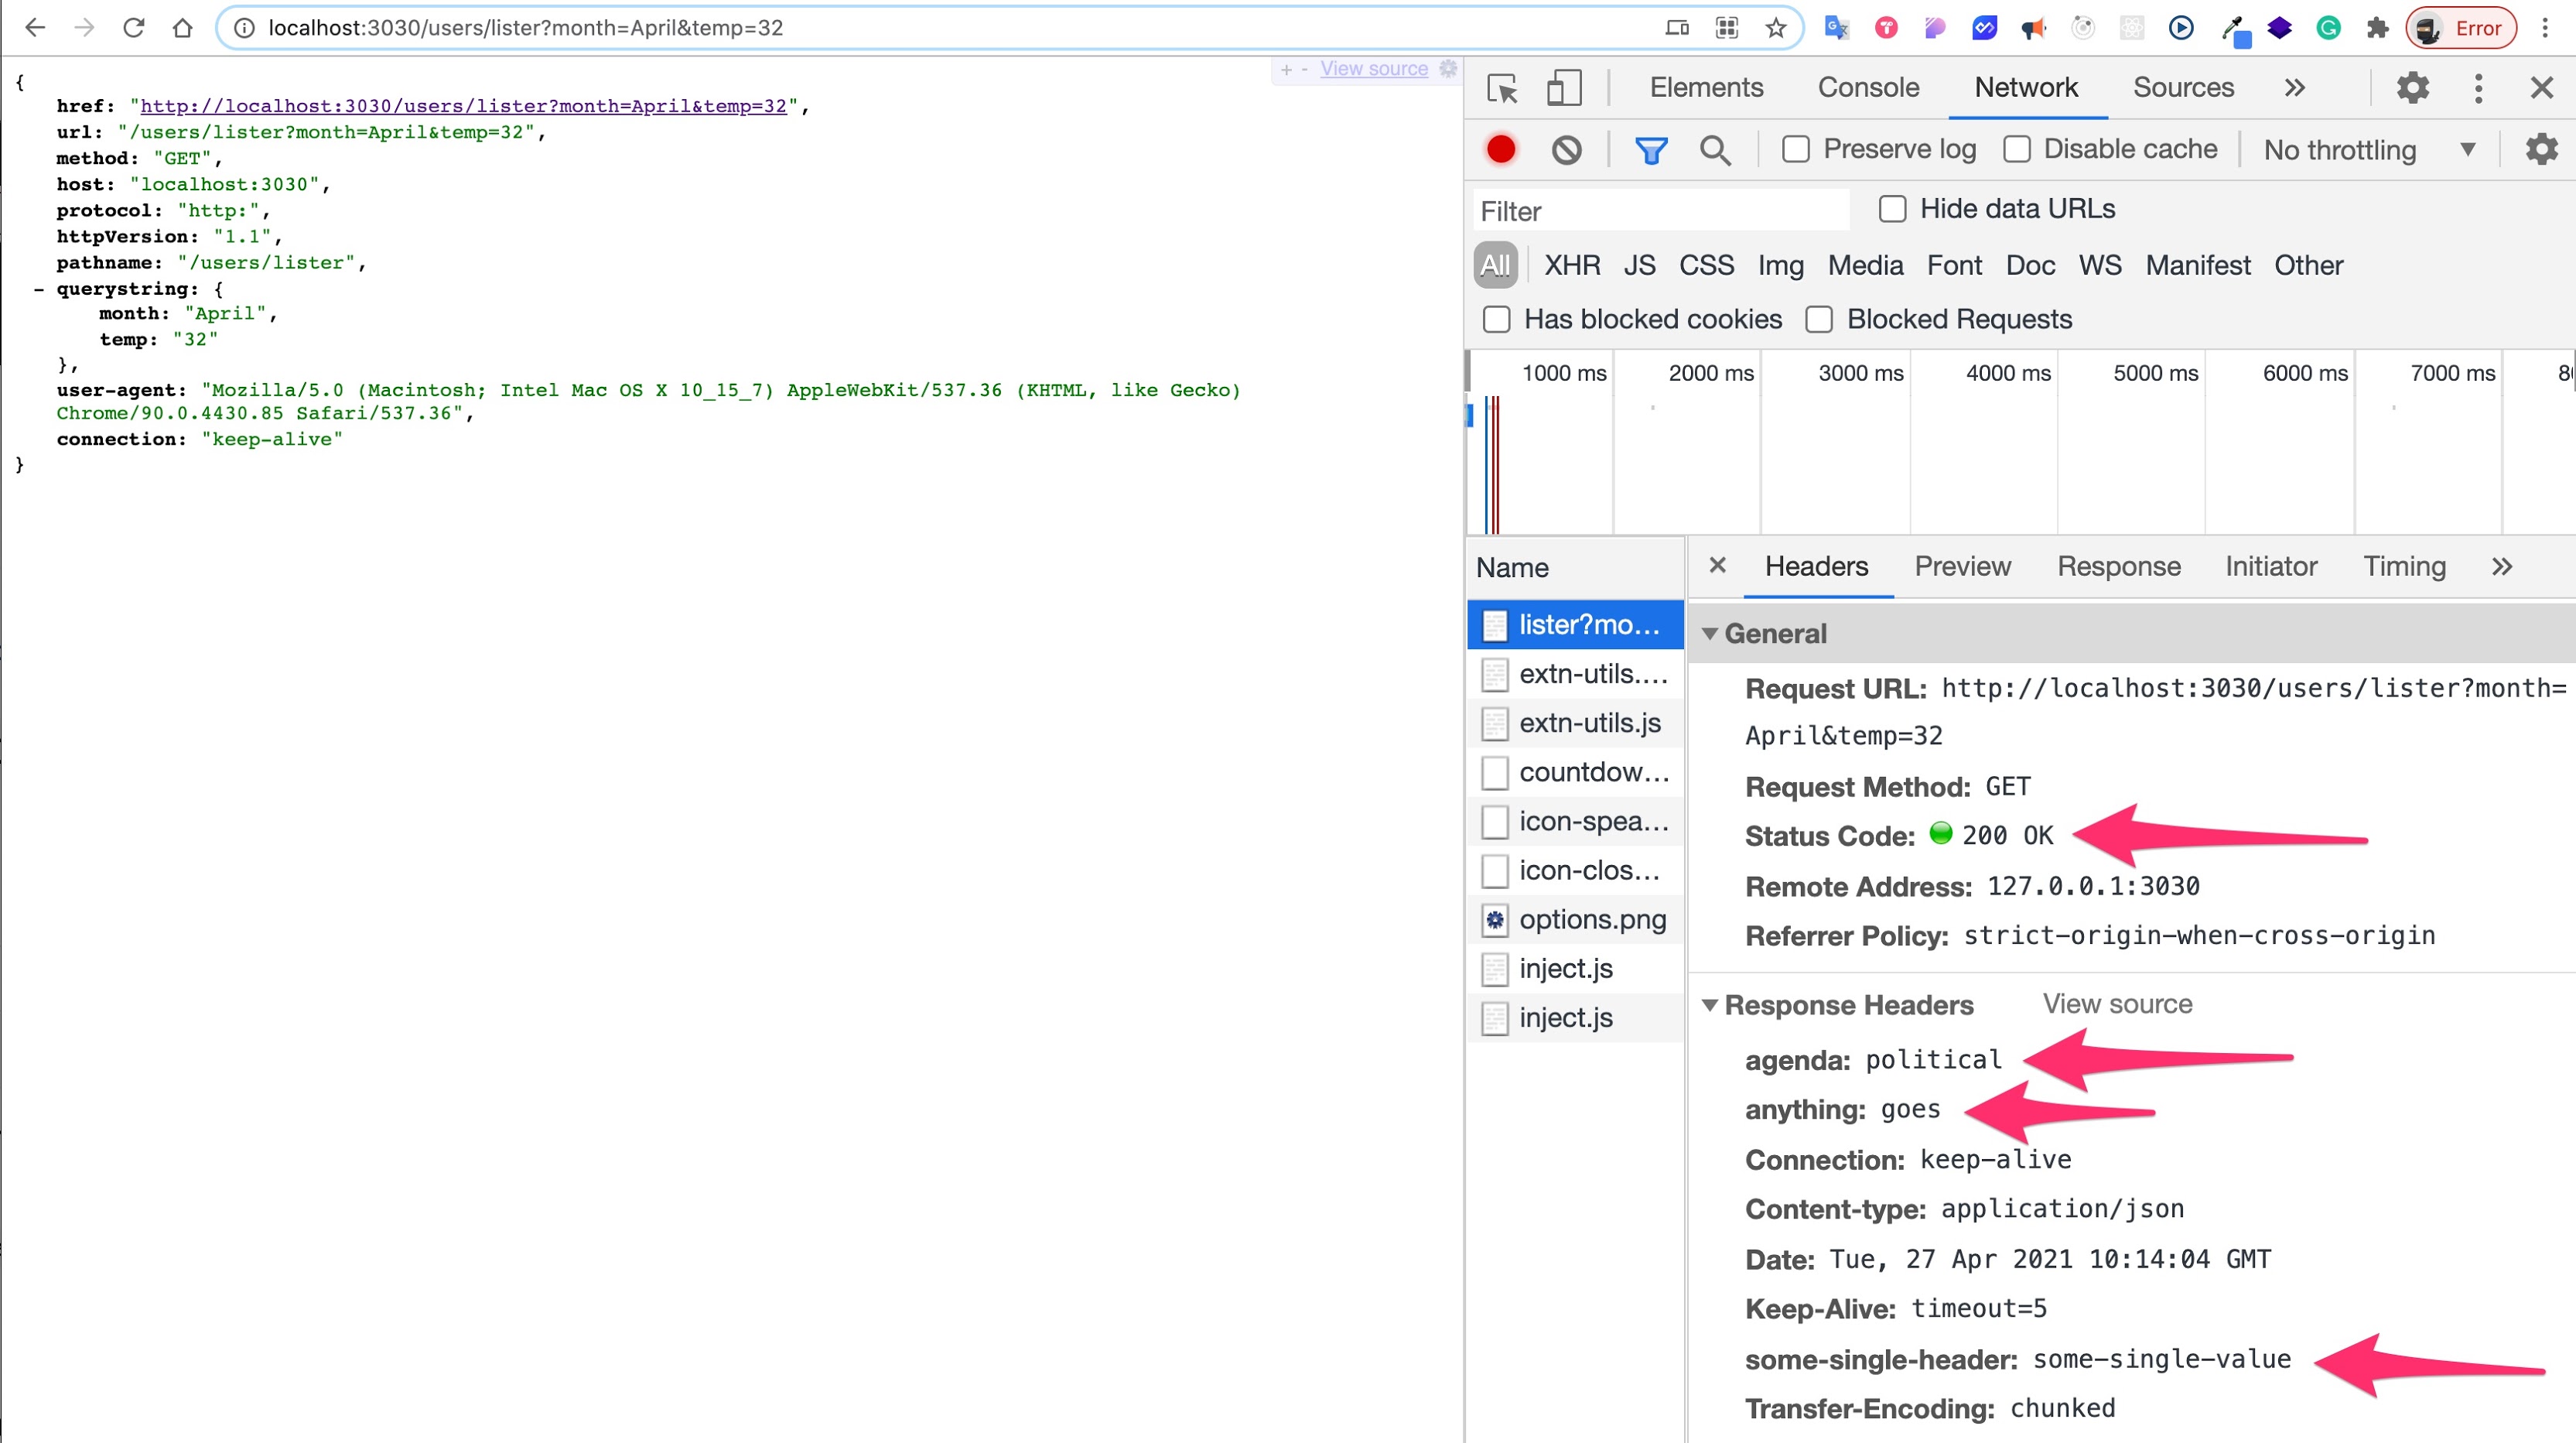 localhost:3030/users/lister?month=April&temp=32
Error
+ - View source
{
href: "http://localhost:3030/users/lister?month=April&temp=32",
url: "/users/lister?month=April&temp=32",
method: "GET",
host: "localhost:3030",
protocol: "http:",
httpVersion: "1.1",
pathname: "/users/lister",
- querystring: {
month: "April",
temp: "32"
},
user-agent: "Mozilla/5.0 (Macintosh; Intel Mac OS X 10_15_7) AppleWebKit/537.36 (KHTML, like Gecko)
Chrome/90.0.4430.85 Safari/537.36",
connection: "keep-alive"
}
Elements Console Network Sources »
Preserve log Disable cache No throttling
Filter Hide data URLs
All XHR JS CSS Img Media Font Doc WS Manifest Other
Has blocked cookies Blocked Requests
1000 ms 2000 ms 3000 ms 4000 ms 5000 ms 6000 ms 7000 ms
Name
lister?mo...
extn-utils....
extn-utils.js
countdow...
icon-spea...
icon-clos...
options.png
inject.js
inject.js
× Headers Preview Response Initiator Timing »
General
Request URL: http://localhost:3030/users/lister?month=
April&temp=32
Request Method: GET
Status Code: 200 OK
Remote Address: 127.0.0.1:3030
Referrer Policy: strict-origin-when-cross-origin
Response Headers View source
agenda: political
anything: goes
Connection: keep-alive
Content-type: application/json
Date: Tue, 27 Apr 2021 10:14:04 GMT
Keep-Alive: timeout=5
some-single-header: some-single-value
Transfer-Encoding: chunked